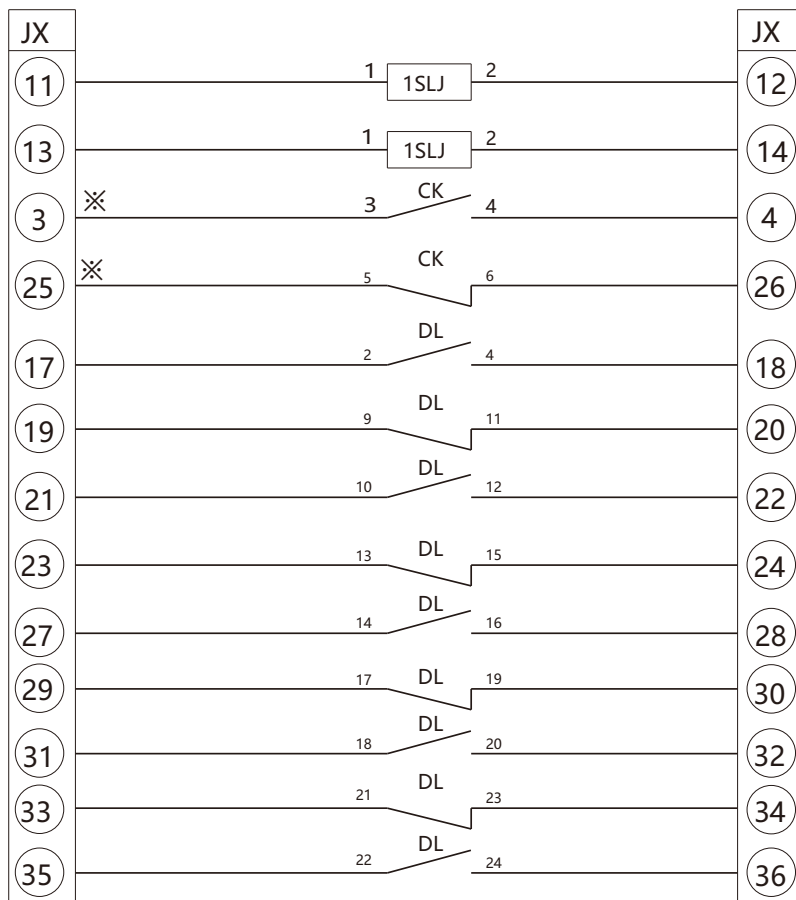 JX JX
11 1 1SLJ 2 12
13 1 1SLJ 2 14
3 ※ 3 CK 4 4
25 ※ 5 CK 6 26
17 2 DL 4 18
19 9 DL 11 20
21 10 DL 12 22
23 13 DL 15 24
27 14 DL 16 28
29 17 DL 19 30
31 18 DL 20 32
33 21 DL 23 34
35 22 DL 24 36